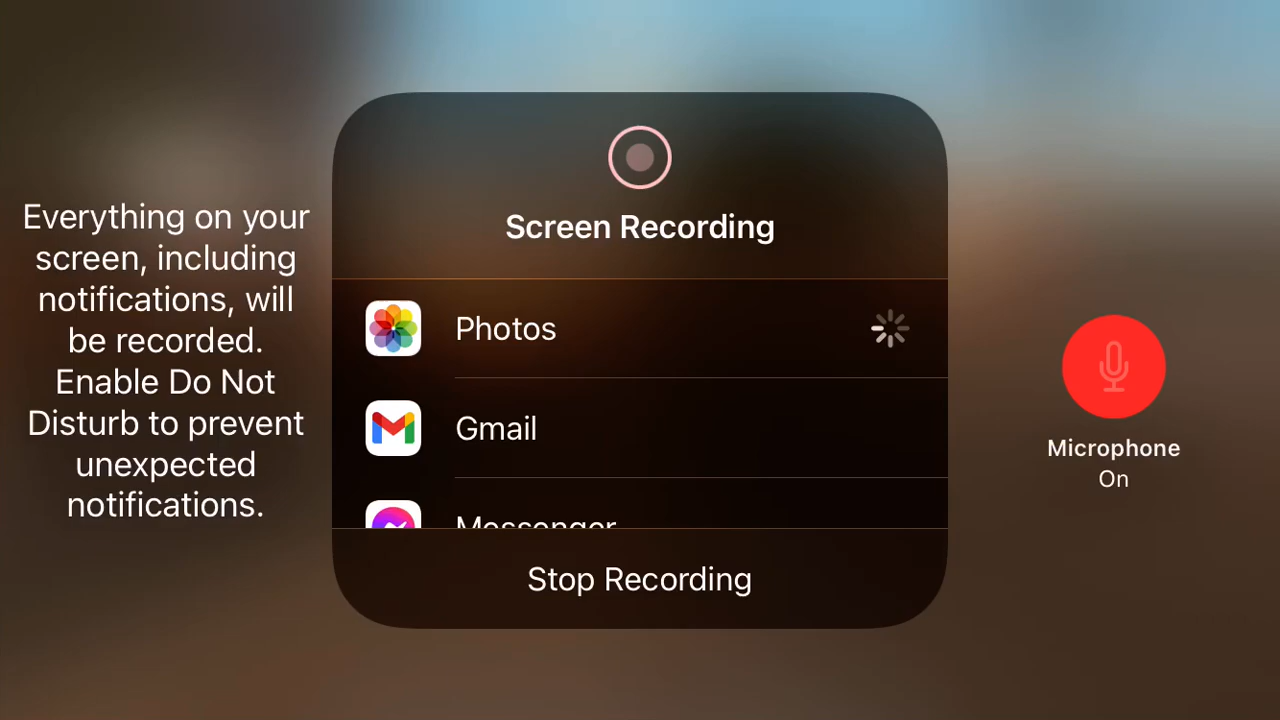 Everything on your
screen, including
notifications, will
be recorded.
Enable Do Not
Disturb to prevent
unexpected
notifications.
Screen Recording
Photos
Gmail
Messenger
Stop Recording
Microphone
On